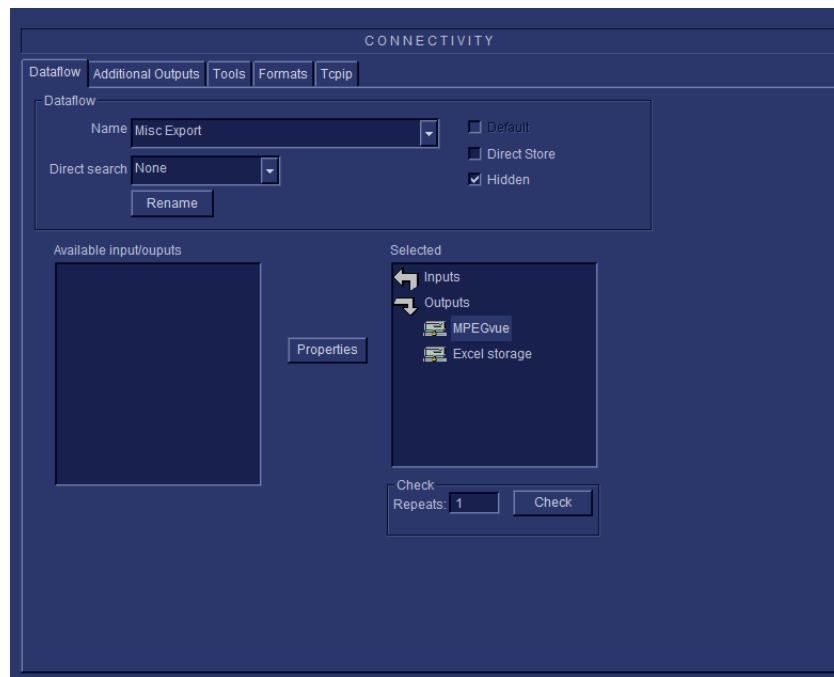 CONNECTIVITY
Dataflow Additional Outputs Tools Formats Tcpip
Dataflow
Name Misc Export
Default
Direct Store
Direct search None
Hidden
Rename
Available input/ouputs
Selected
Inputs
Outputs
MPEGvue
Properties
Excel storage
Check
Repeats: 1 Check